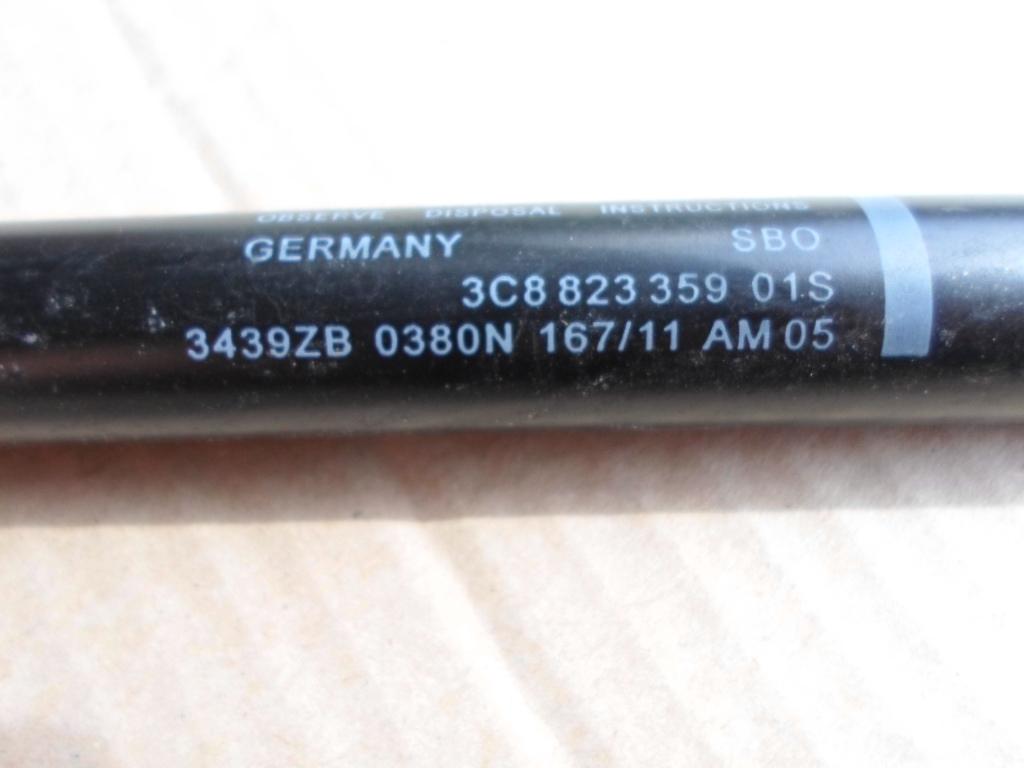 OBSERVE DISPOSAL INSTRUCTIONS
GERMANY SBO
3C8 823 359 01S
3439ZB 0380N 167/11 AM 05